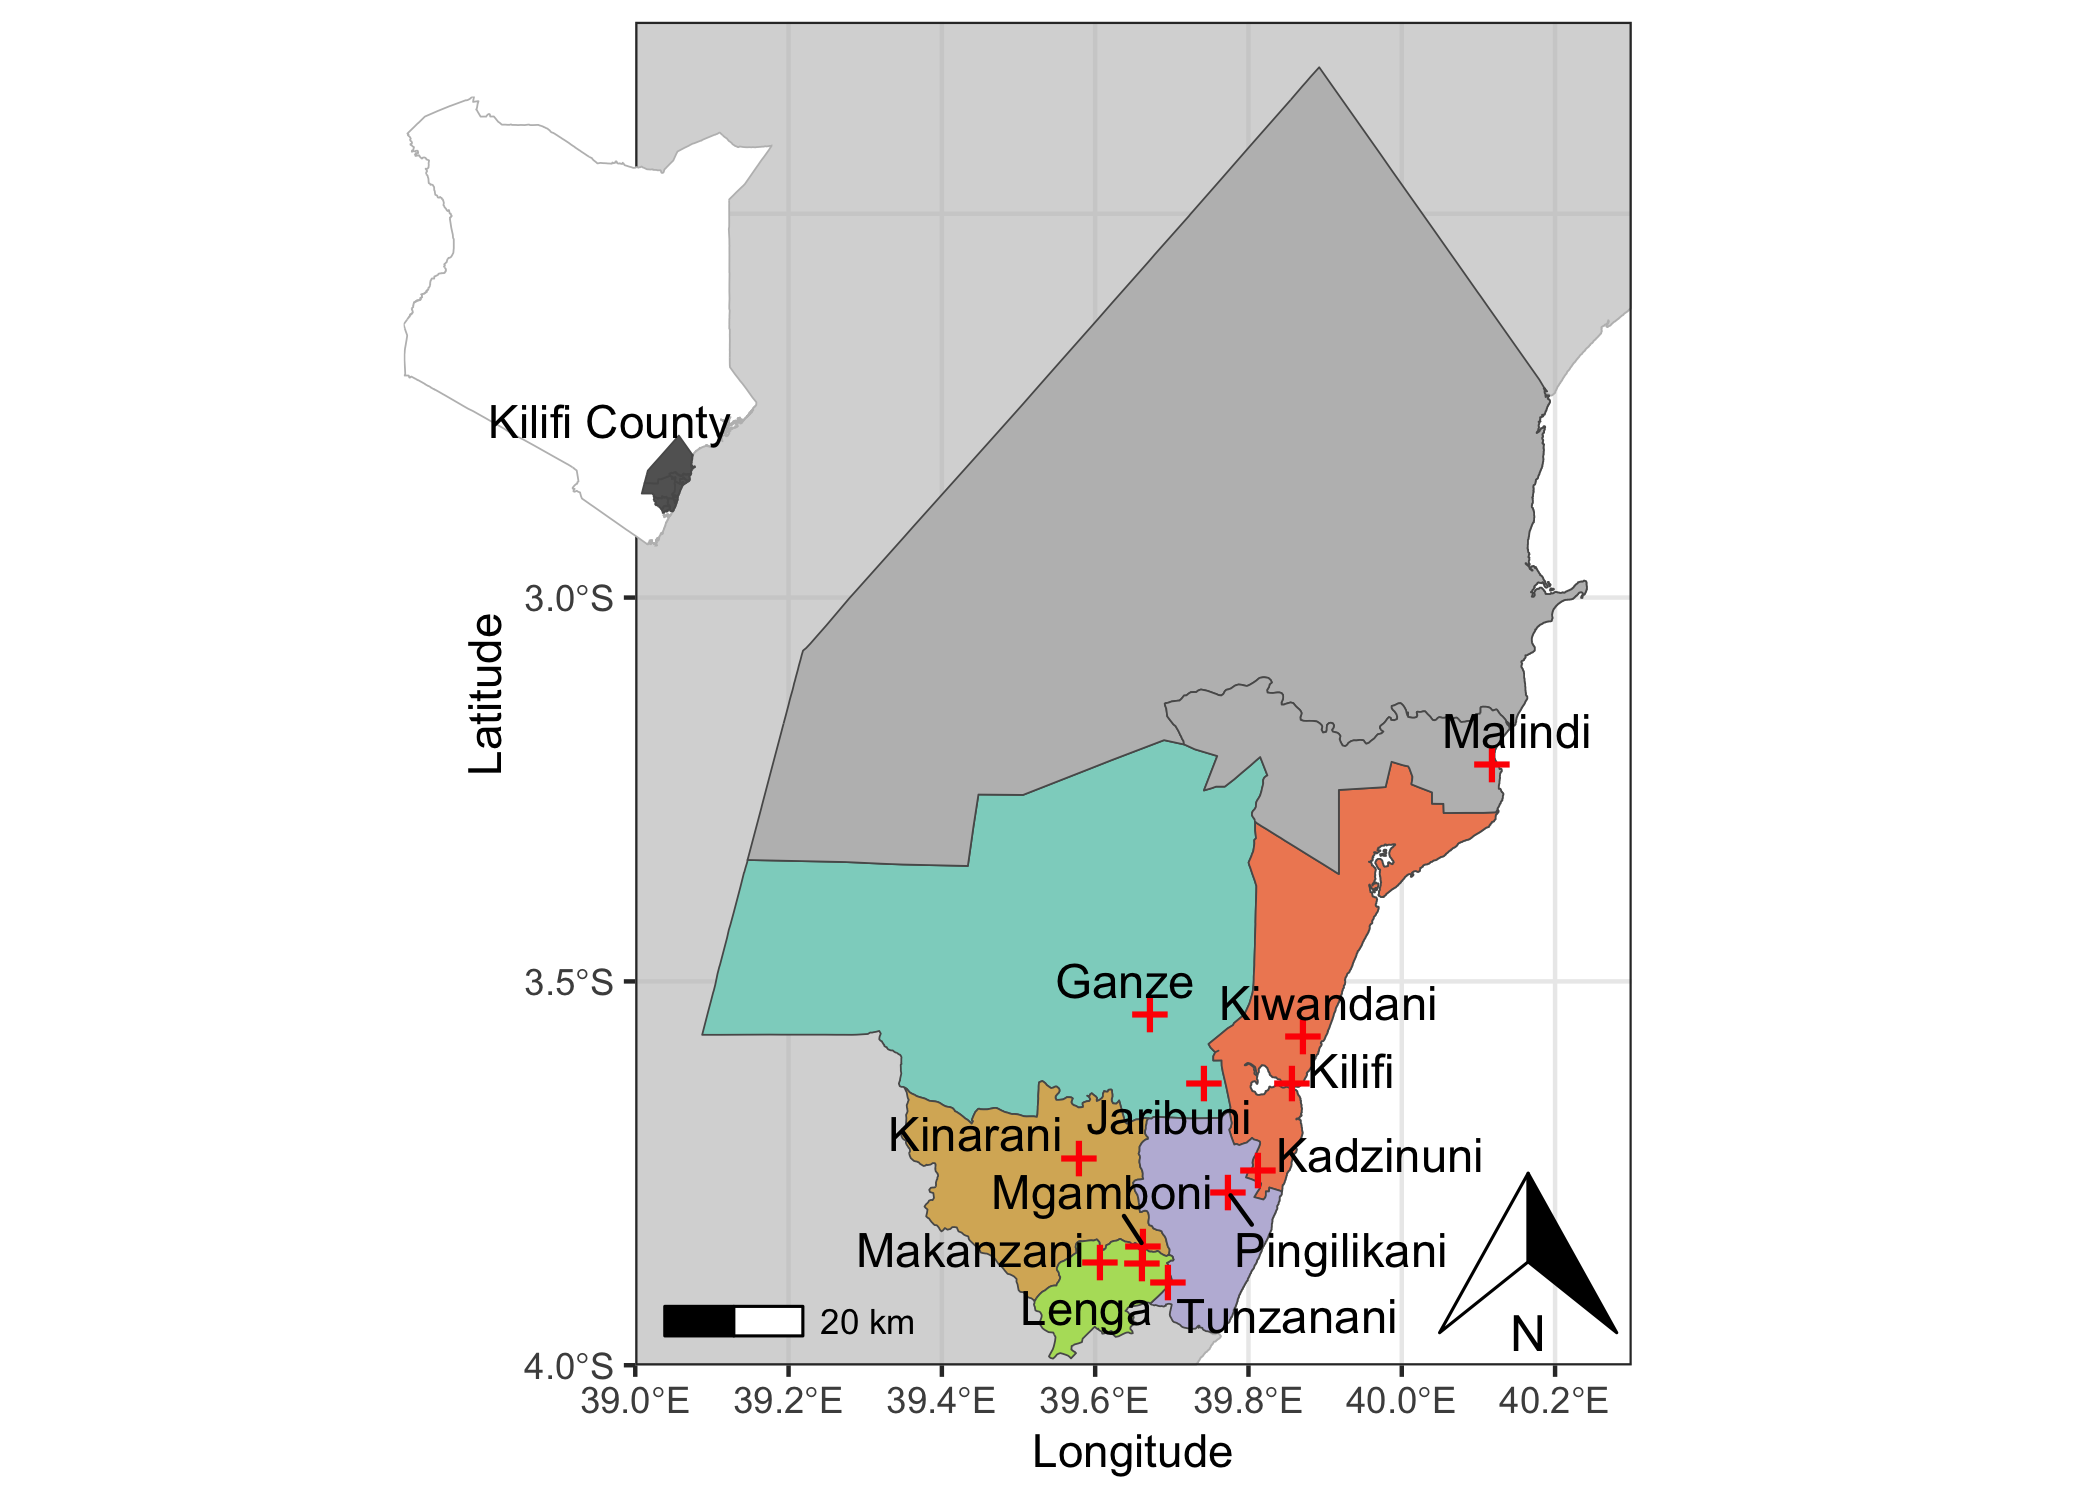 Kilifi County
3.0°S
Latitude
Malindi
3.5°S
Ganze
Kiwandani
Kilifi
Jaribuni
Kinarani
Kadzinuni
Mgamboni
Makanzani
Pingilikani
Lenga
Tunzanani
20 km
N
4.0°S
39.0°E 39.2°E 39.4°E 39.6°E 39.8°E 40.0°E 40.2°E
Longitude